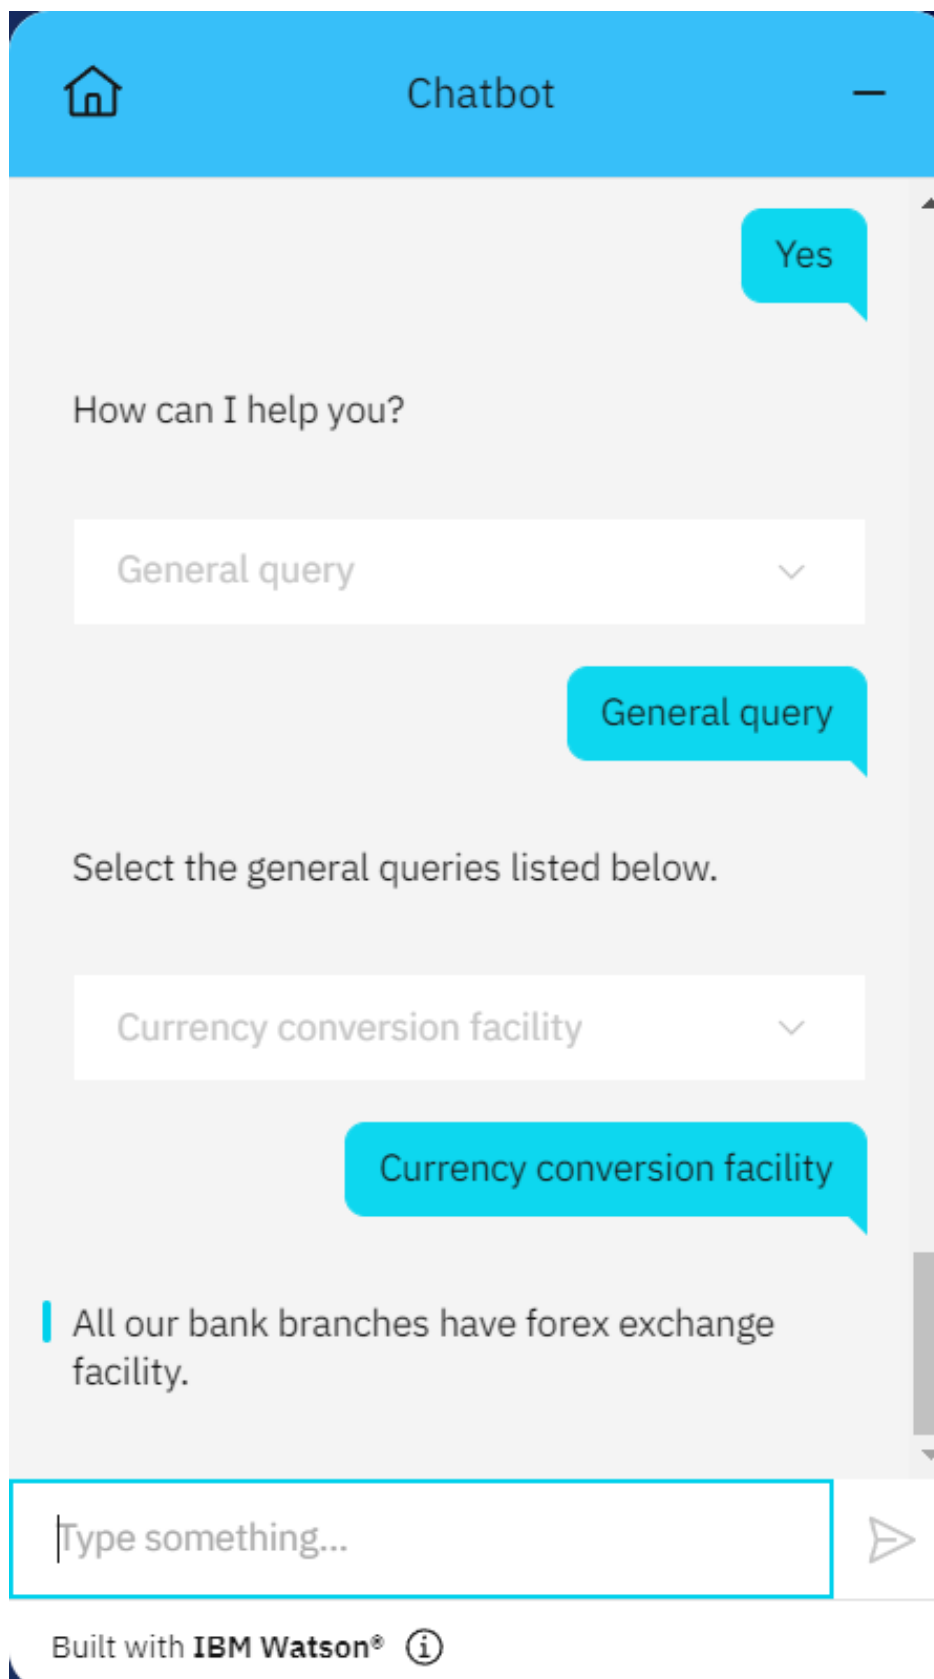 Chatbot
Yes
How can I help you?
General query
General query
Select the general queries listed below.
Currency conversion facility
Currency conversion facility
All our bank branches have forex exchange
facility.
Type something...
Built with IBM Watson®